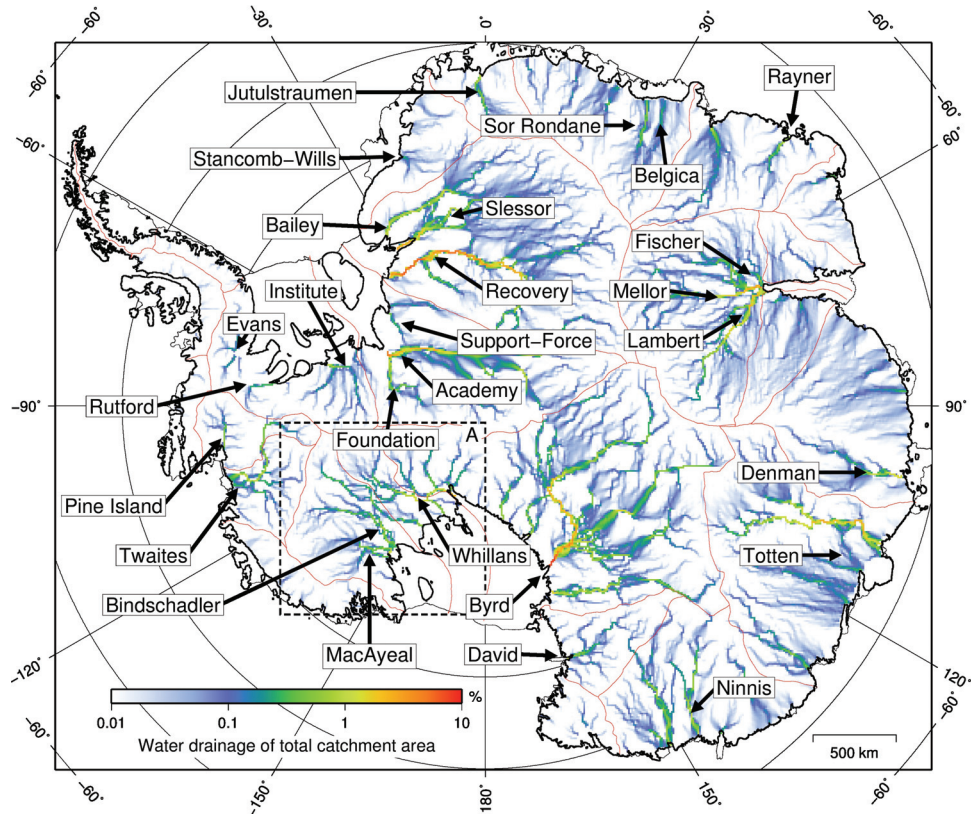 −60°
0
−60°
−30°
30°
−60°
−60°
60°
Rayner
Jutulstraumen
Sor Rondane
Stancomb−Wills
Belgica
Slessor
Bailey
Fischer
Institute
Recovery
Mellor
Evans
Support−Force
Lambert
Academy
Rutford
−90°
90°
Foundation
A
Denman
Pine Island
Twaites
Whillans
Totten
Bindschadler
Byrd
MacAyeal
David
Ninnis
−120°
120°
−60°
−60°
%
0.01
0.1
1
10
Water drainage of total catchment area
500 km
−60°
−150°
180°
150°
−60°